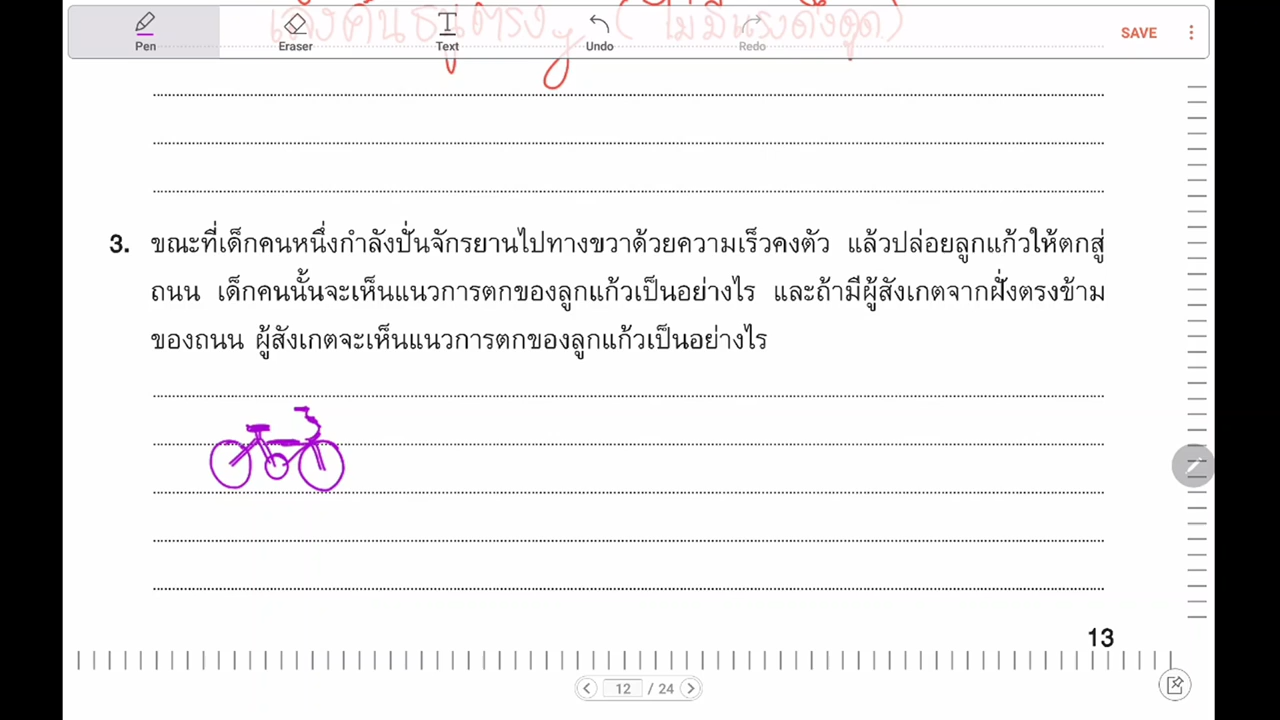 Pen
Eraser
Text
Undo
Redo
SAVE
3. ขณะที่เด็กคนหนึ่งกำลังปั่นจักรยานไปทางขวาด้วยความเร็วคงตัว แล้วปล่อยลูกแก้วให้ตกสู่
ถนน เด็กคนนั้นจะเห็นแนวการตกของลูกแก้วเป็นอย่างไร และถ้ามีผู้สังเกตจากฝั่งตรงข้าม
ของถนน ผู้สังเกตจะเห็นแนวการตกของลูกแก้วเป็นอย่างไร
13
12 / 24